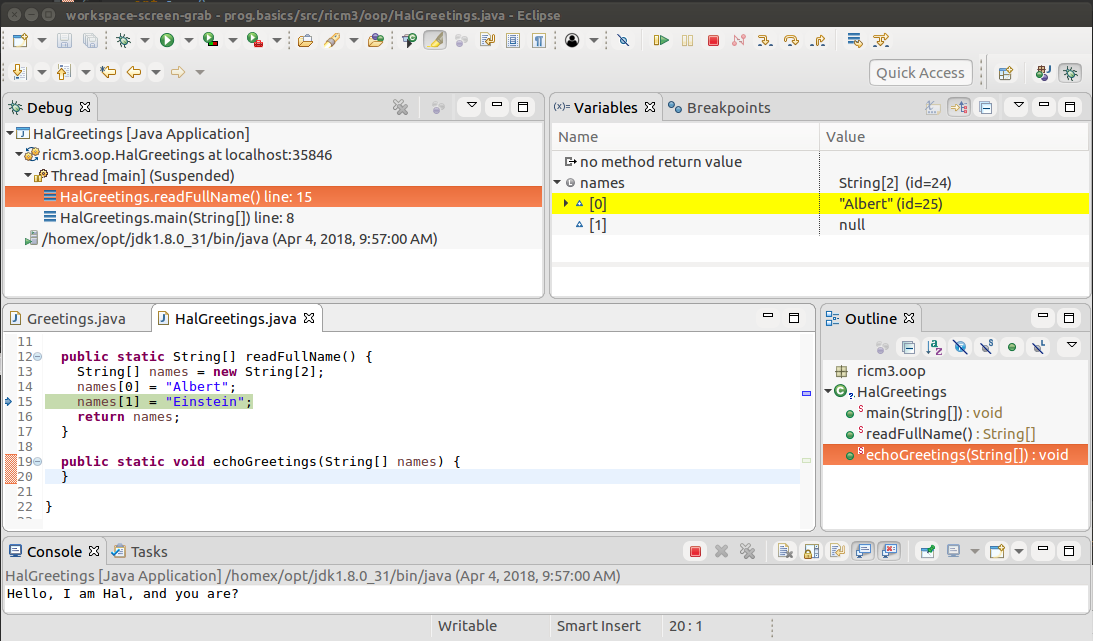 workspace-screen-grab - prog.basics/src/ricm3/oop/HalGreetings.java - Eclipse
Quick Access
Debug
HalGreetings [Java Application]
ricm3.oop.HalGreetings at localhost:35846
Thread [main] (Suspended)
HalGreetings.readFullName() line: 15
HalGreetings.main(String[]) line: 8
/homex/opt/jdk1.8.0_31/bin/java (Apr 4, 2018, 9:57:00 AM)
(x)= Variables Breakpoints
Name Value
no method return value
names String[2] (id=24)
[0] "Albert" (id=25)
[1] null
Greetings.java HalGreetings.java
11
12 public static String[] readFullName() {
13 String[] names = new String[2];
14 names[0] = "Albert";
15 names[1] = "Einstein";
16 return names;
17 }
18
19 public static void echoGreetings(String[] names) {
20 }
21
22 }
Outline
ricm3.oop
HalGreetings
main(String[]) : void
readFullName() : String[]
echoGreetings(String[]) : void
Console Tasks
HalGreetings [Java Application] /homex/opt/jdk1.8.0_31/bin/java (Apr 4, 2018, 9:57:00 AM)
Hello, I am Hal, and you are?
Writable Smart Insert 20 : 1